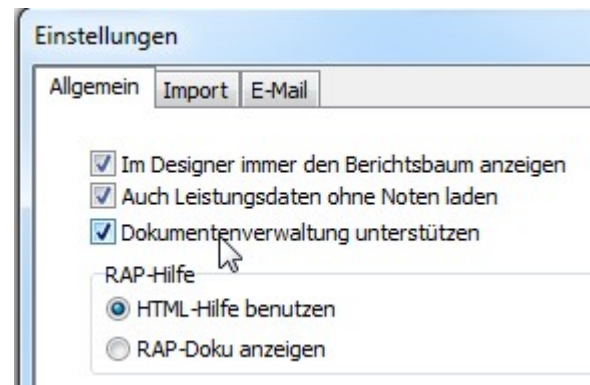 Einstellungen
Allgemein Import E-Mail
Im Designer immer den Berichtsbaum anzeigen
Auch Leistungsdaten ohne Noten laden
Dokumentenverwaltung unterstützen
RAP-Hilfe
HTML-Hilfe benutzen
RAP-Doku anzeigen